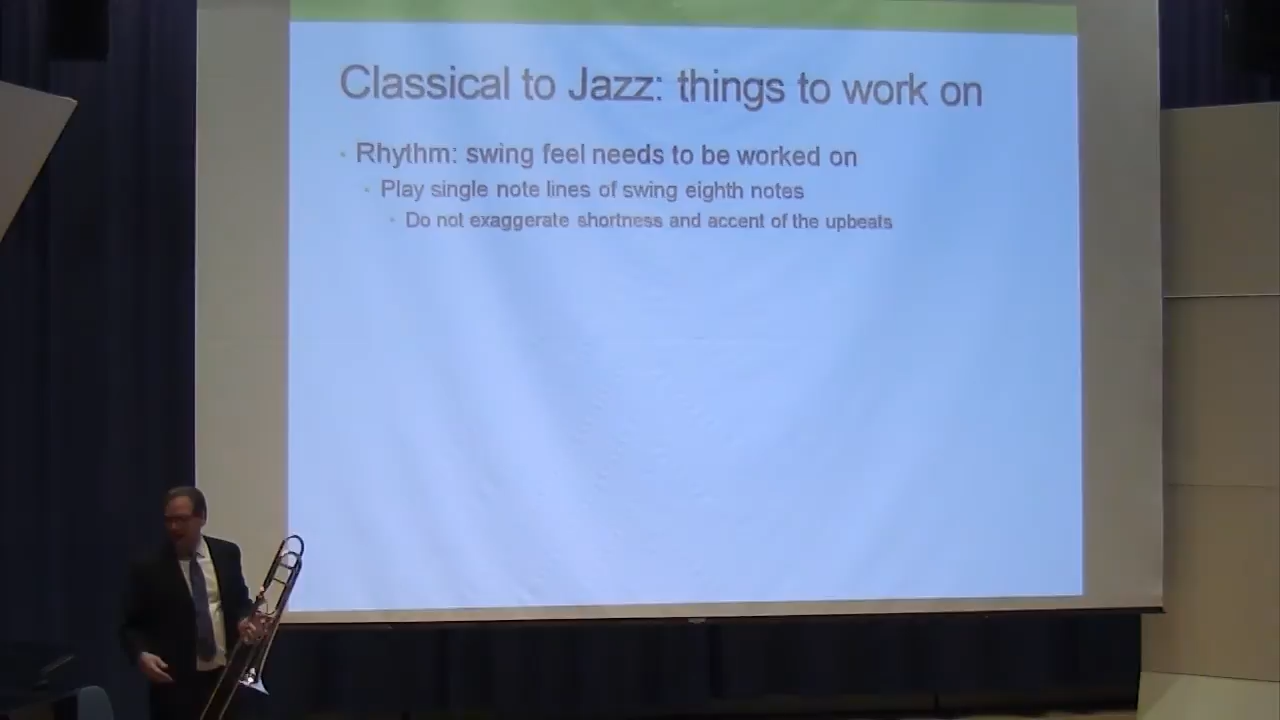 Classical to Jazz: things to work on
Rhythm: swing feel needs to be worked on
Play single note lines of swing eighth notes
Do not exaggerate shortness and accent of the upbeats